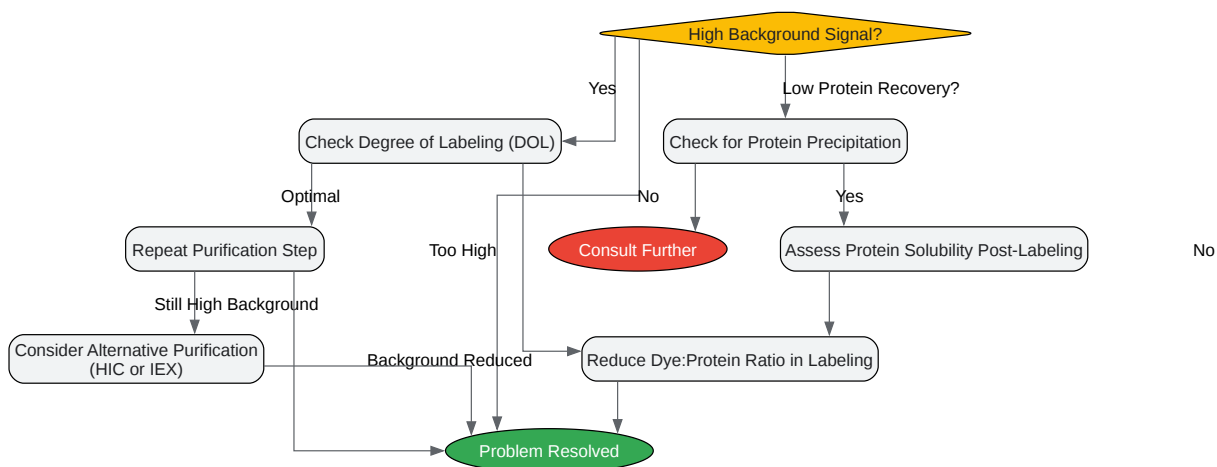 High Background Signal?
Yes
Low Protein Recovery?
Check Degree of Labeling (DOL)
Check for Protein Precipitation
Optimal
No
Yes
Repeat Purification Step
Too High
Consult Further
Assess Protein Solubility Post-Labeling
No
Still High Background
Consider Alternative Purification
(HIC or IEX)
Background Reduced
Reduce Dye:Protein Ratio in Labeling
Problem Resolved